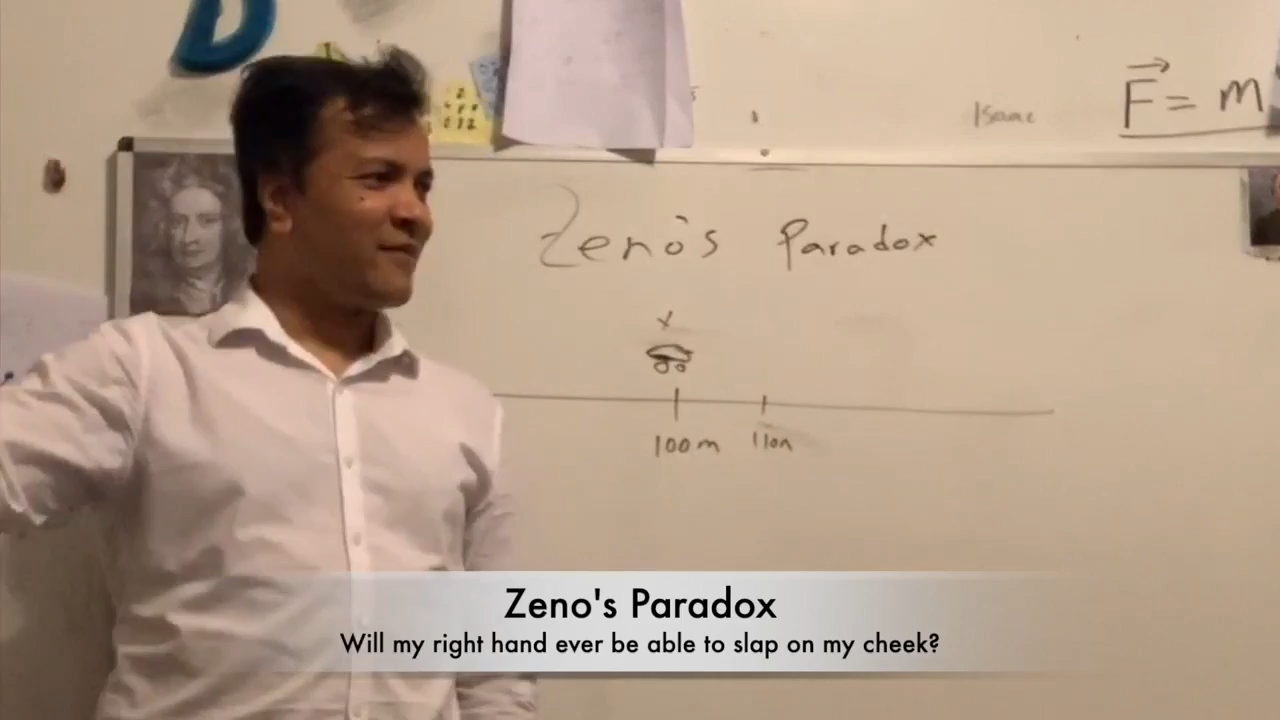 D
F = m
Isaac
Zeno's Paradox
x
100m 110m
Zeno's Paradox
Will my right hand ever be able to slap on my cheek?